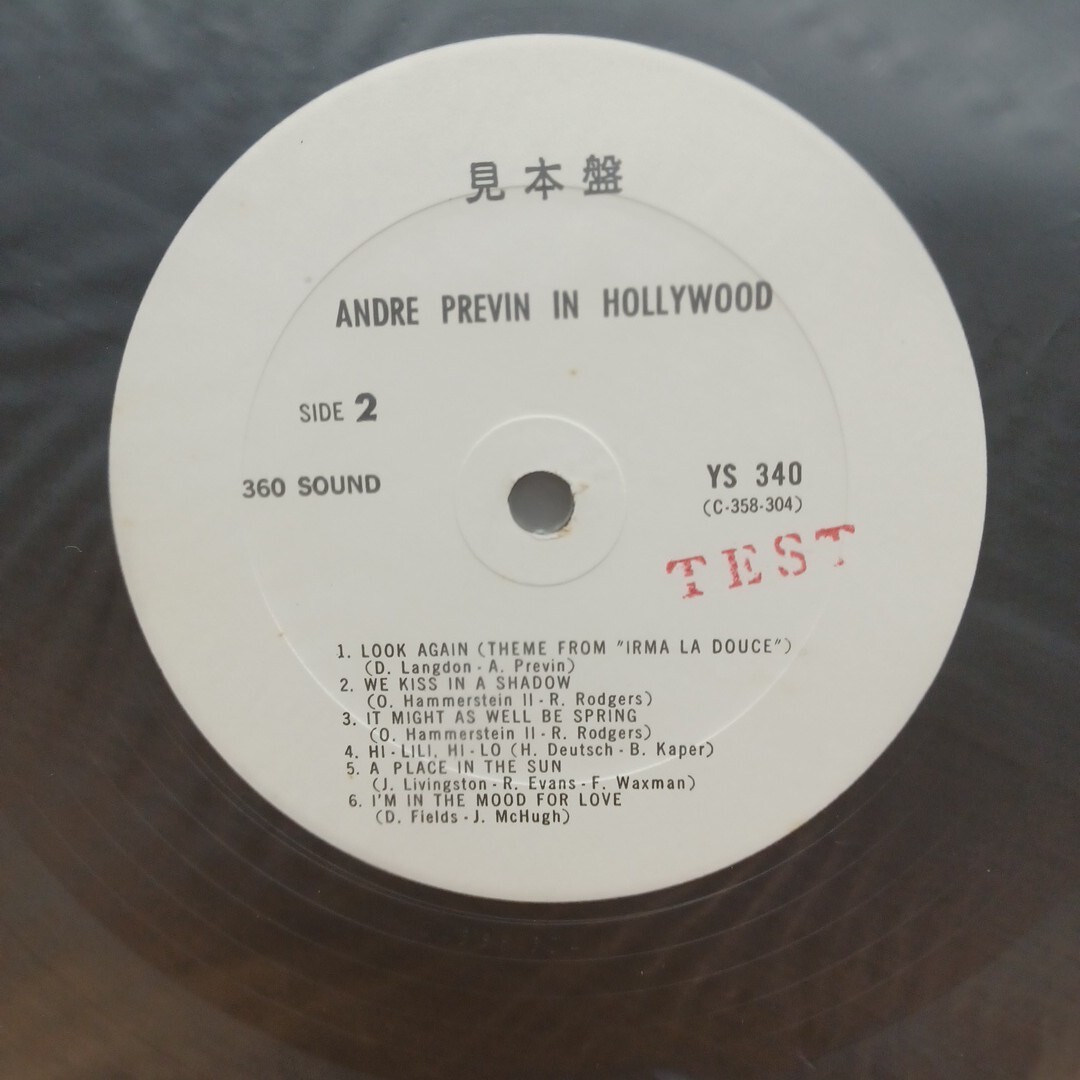 見本盤
ANDRE PREVIN IN HOLLYWOOD
SIDE 2
360 SOUND
YS 340
(C-358-304)
TEST
1. LOOK AGAIN (THEME FROM "IRMA LA DOUCE")
(D. Langdon - A. Previn)
2. WE KISS IN A SHADOW
(O. Hammerstein II - R. Rodgers)
3. IT MIGHT AS WELL BE SPRING
(O. Hammerstein II - R. Rodgers)
4. HI - LILI, HI - LO (H. Deutsch - B. Kaper)
5. A PLACE IN THE SUN
(J. Livingston - R. Evans - F. Waxman)
6. I'M IN THE MOOD FOR LOVE
(D. Fields - J. McHugh)